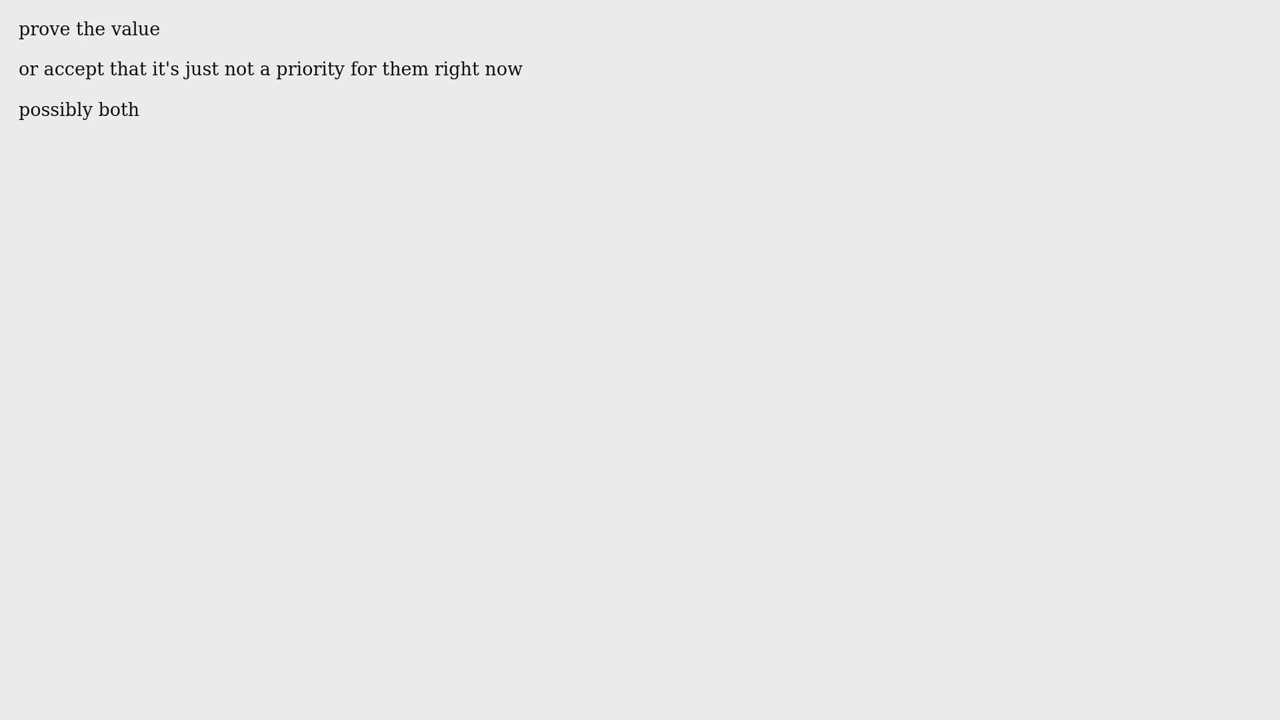 prove the value
or accept that it's just not a priority for them right now
possibly both